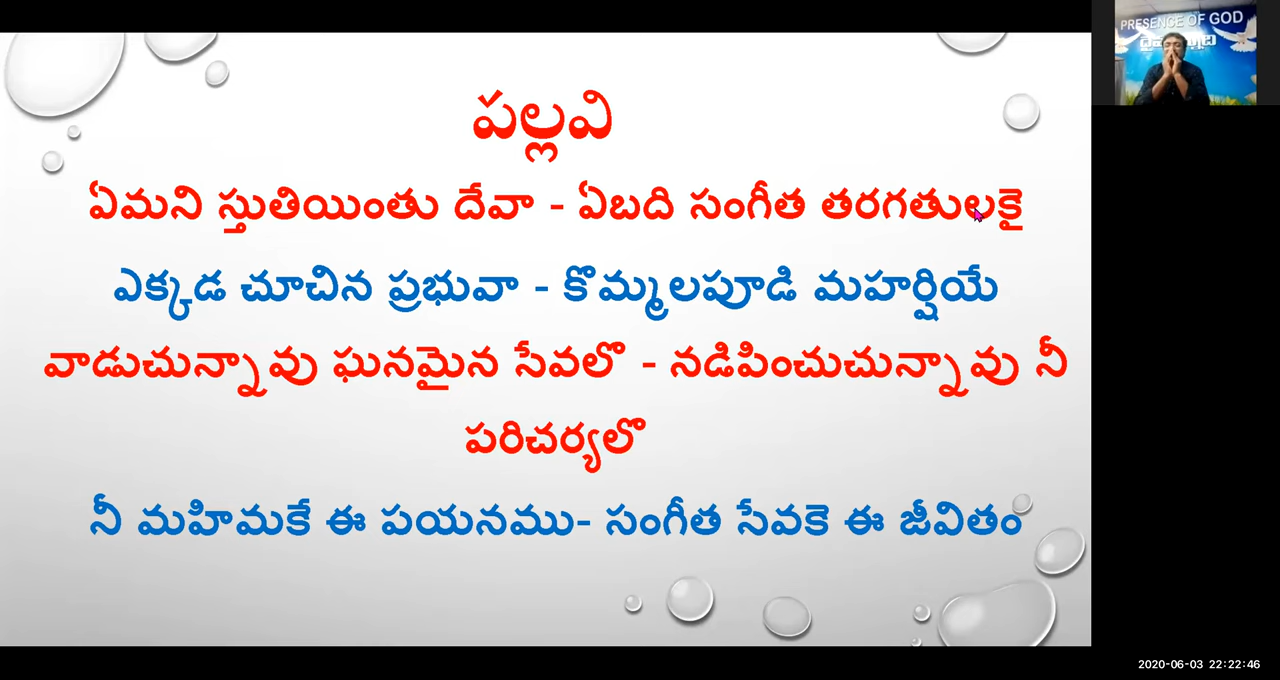 పల్లవి
ఏమని స్తుతియింతు దేవా - ఏబది సంగీత తరగతులకై
ఎక్కడ చూచిన ప్రభువా - కొమ్మలపూడి మహర్షియే
వాడుచున్నావు ఘనమైన సేవలొ - నడిపించుచున్నావు నీ
పరిచర్యలొ
నీ మహిమకే ఈ పయనము- సంగీత సేవకె ఈ జీవితం
PRESENCE OF GOD
2020-06-03 22:22:46